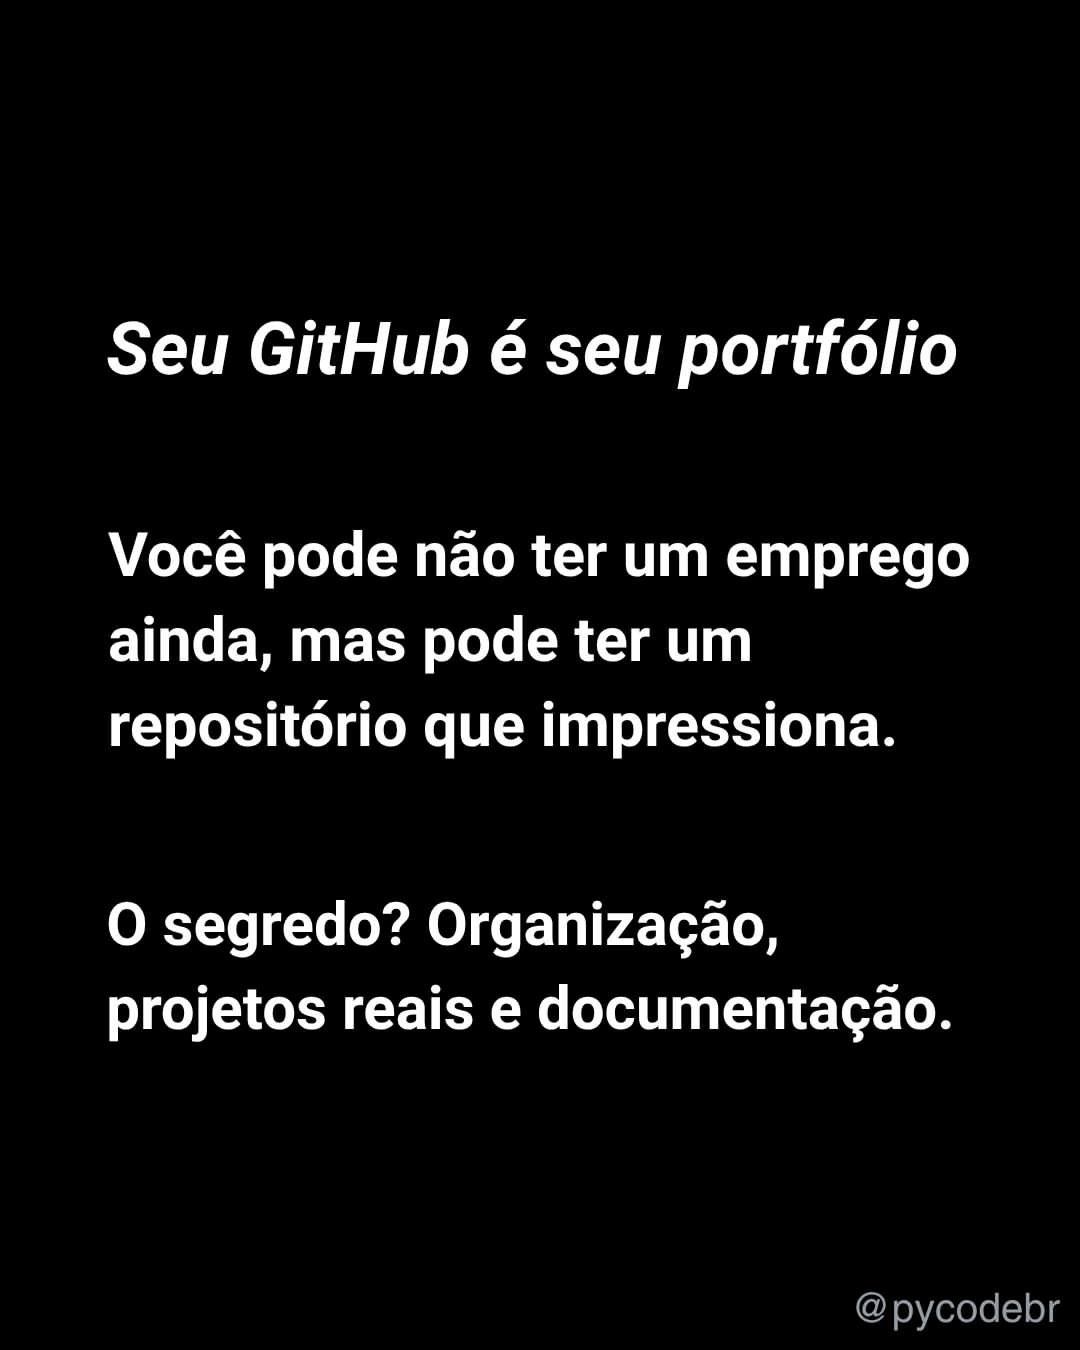 Seu GitHub é seu portfólio
Você pode não ter um emprego
ainda, mas pode ter um
repositório que impressiona.
O segredo? Organização,
projetos reais e documentação.
@pycodebr